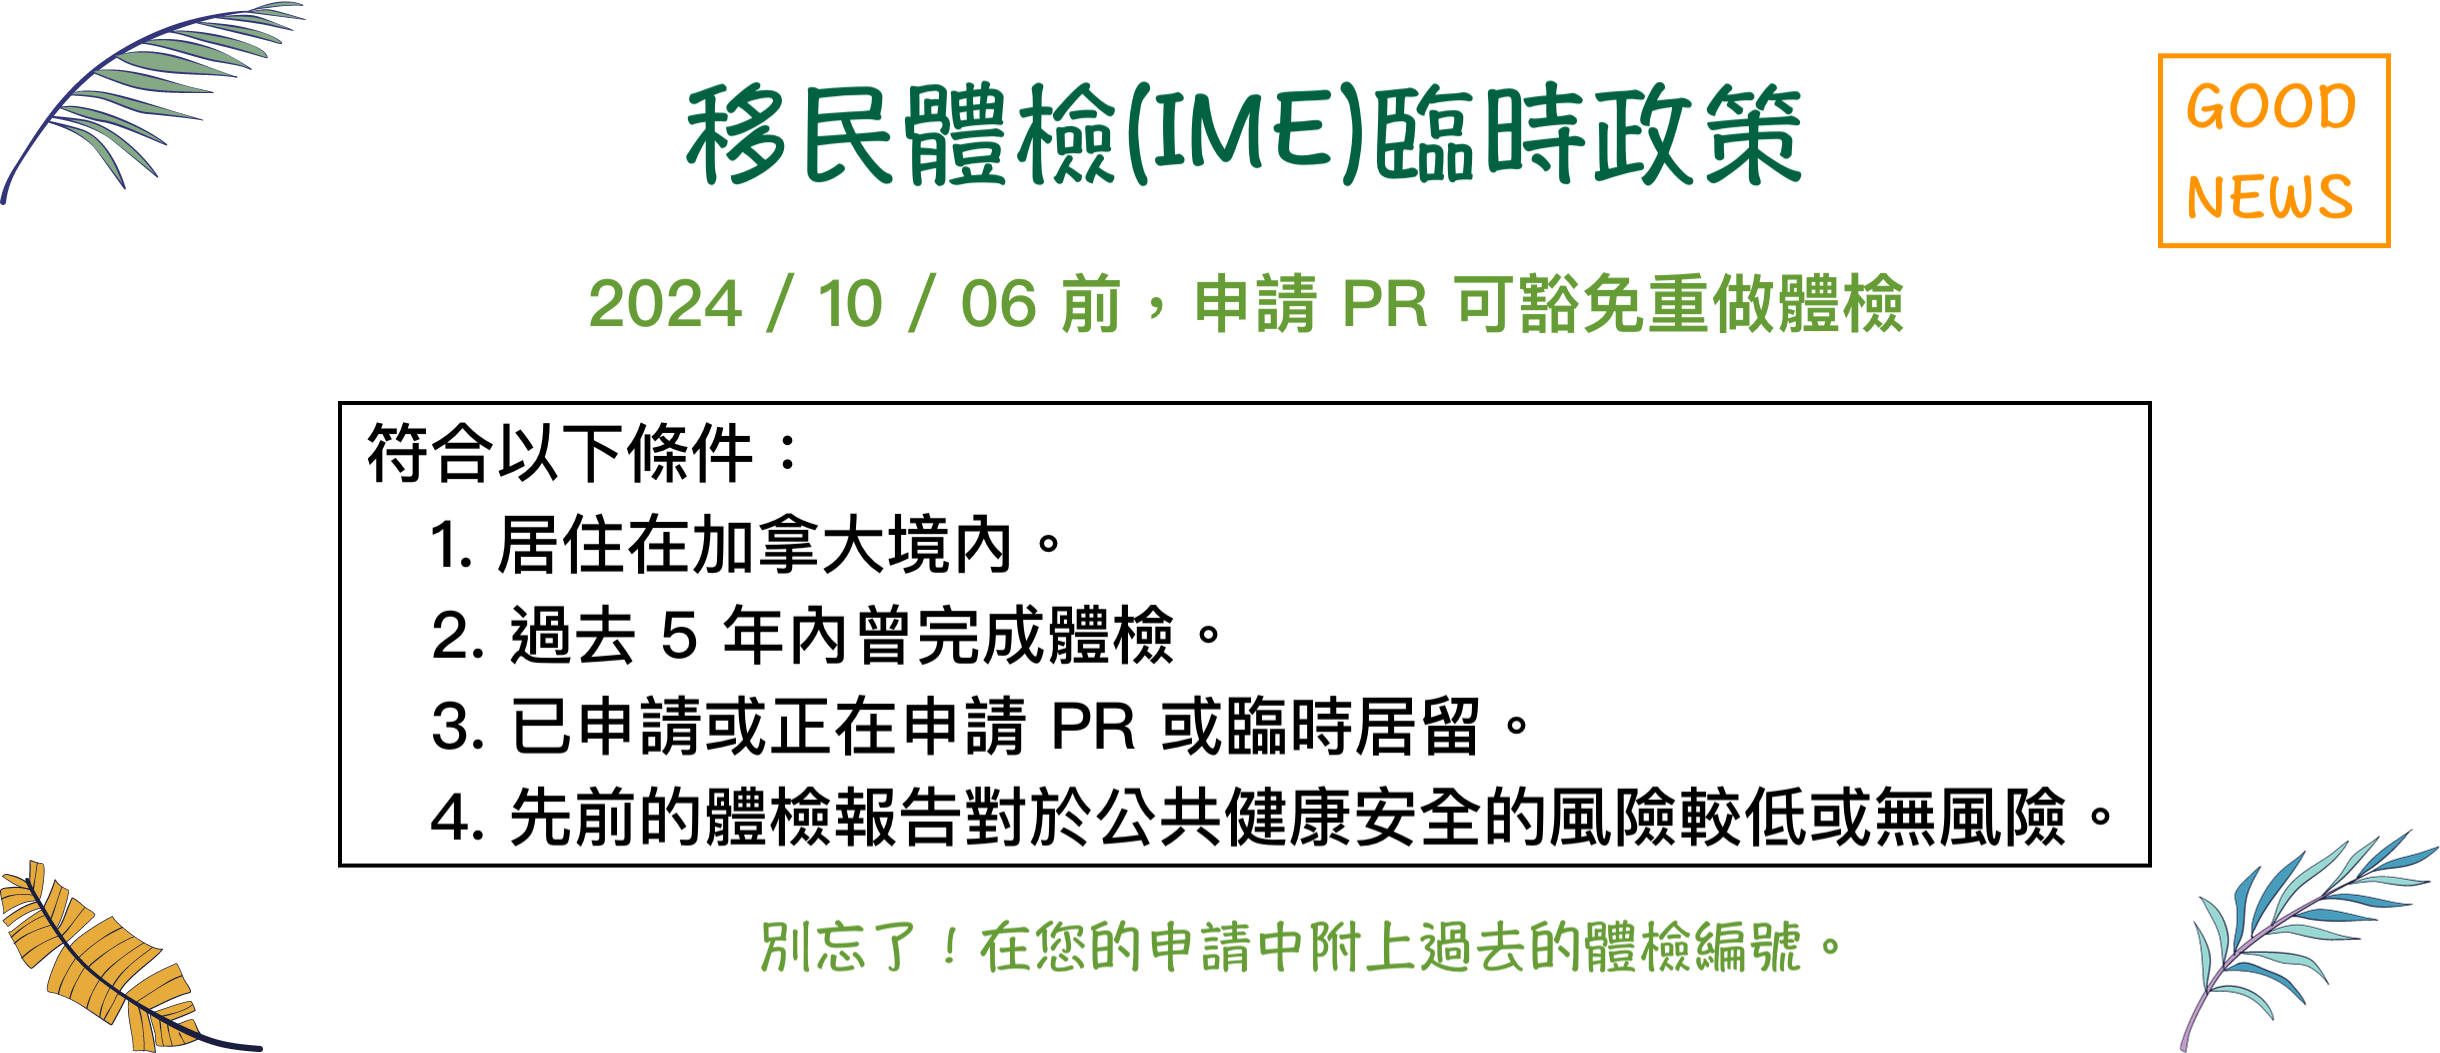 移民體檢(IME)臨時政策
GOOD
NEWS
2024 / 10 / 06 前，申請 PR 可豁免重做體檢
符合以下條件：
1. 居住在加拿大境內。
2. 過去 5 年內曾完成體檢。
3. 已申請或正在申請 PR 或臨時居留。
4. 先前的體檢報告對於公共健康安全的風險較低或無風險。
別忘了！在您的申請中附上過去的體檢編號。